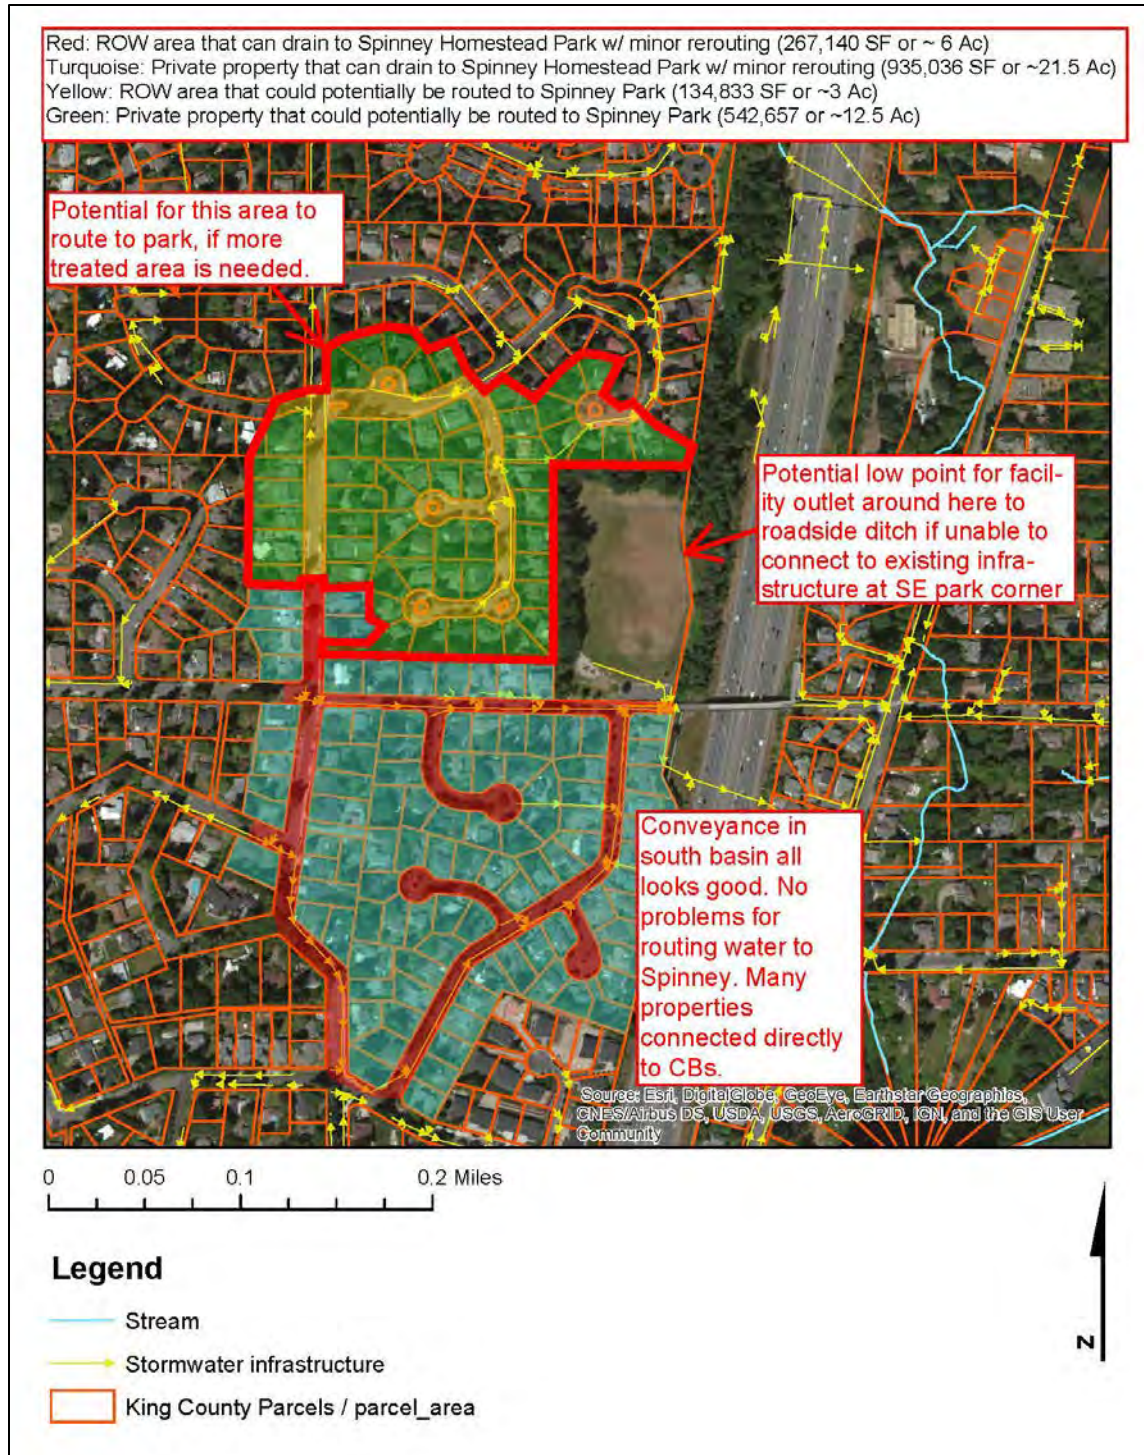 Red: ROW area that can drain to Spinney Homestead Park w/ minor rerouting (267,140 SF or ~ 6 Ac)
Turquoise: Private property that can drain to Spinney Homestead Park w/ minor rerouting (935,036 SF or ~21.5 Ac)
Yellow: ROW area that could potentially be routed to Spinney Park (134,833 SF or ~3 Ac)
Green: Private property that could potentially be routed to Spinney Park (542,657 or ~12.5 Ac)
Potential for this area to
route to park, if more
treated area is needed.
Potential low point for facil-
ity outlet around here to
roadside ditch if unable to
connect to existing infra-
structure at SE park corner
Conveyance in
south basin all
looks good. No
problems for
routing water to
Spinney. Many
properties
connected directly
to CBs.
Source: Esri, DigitalGlobe, GeoEye, Earthstar Geographics,
CNES/Airbus DS, USDA, USGS, AeroGRID, IGN, and the GIS User
Community
0 0.05 0.1 0.2 Miles
Legend
Stream
Stormwater infrastructure
King County Parcels / parcel_area
N